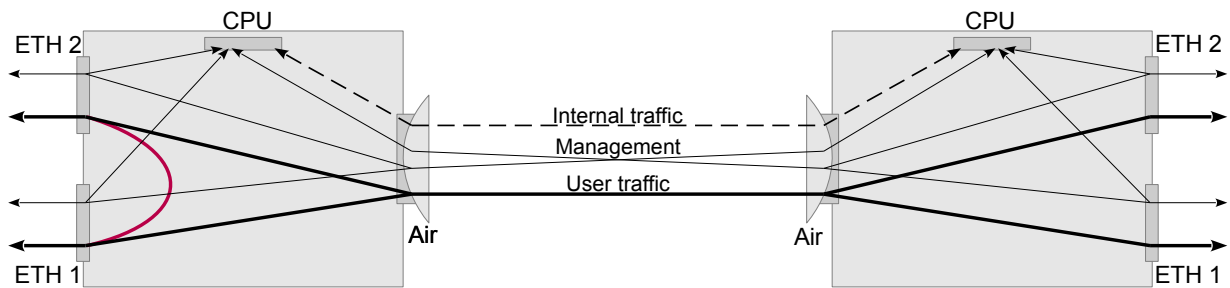 CPU
CPU
ETH 2
ETH 2
Internal traffic
Management
User traffic
Air
Air
ETH 1
ETH 1